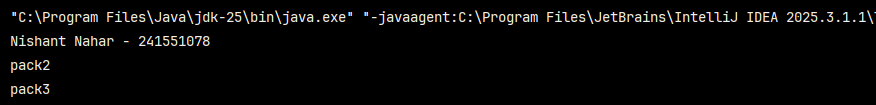 "C:\Program Files\Java\jdk-25\bin\java.exe" "-javaagent:C:\Program Files\JetBrains\IntelliJ IDEA 2025.3.1.1\
Nishant Nahar - 241551078
pack2
pack3